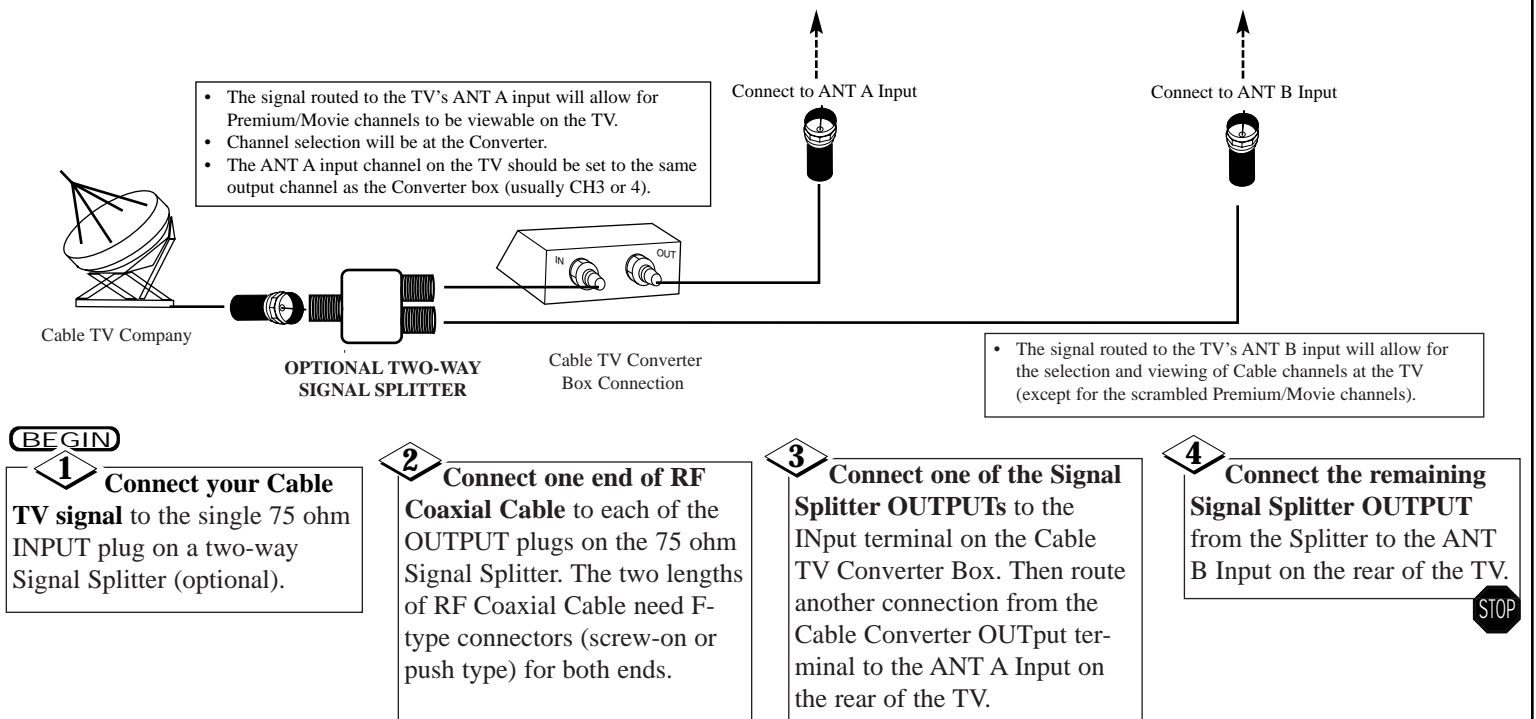 Connect to ANT A Input
Connect to ANT B Input
• The signal routed to the TV's ANT A input will allow for
Premium/Movie channels to be viewable on the TV.
• Channel selection will be at the Converter.
• The ANT A input channel on the TV should be set to the same
output channel as the Converter box (usually CH3 or 4).
IN
OUT
Cable TV Company
OPTIONAL TWO-WAY
SIGNAL SPLITTER
Cable TV Converter
Box Connection
• The signal routed to the TV's ANT B input will allow for
the selection and viewing of Cable channels at the TV
(except for the scrambled Premium/Movie channels).
BEGIN
1
Connect your Cable
TV signal to the single 75 ohm
INPUT plug on a two-way
Signal Splitter (optional).
2
Connect one end of RF
Coaxial Cable to each of the
OUTPUT plugs on the 75 ohm
Signal Splitter. The two lengths
of RF Coaxial Cable need F-
type connectors (screw-on or
push type) for both ends.
3
Connect one of the Signal
Splitter OUTPUTs to the
INput terminal on the Cable
TV Converter Box. Then route
another connection from the
Cable Converter OUTput ter-
minal to the ANT A Input on
the rear of the TV.
4
Connect the remaining
Signal Splitter OUTPUT
from the Splitter to the ANT
B Input on the rear of the TV.
STOP